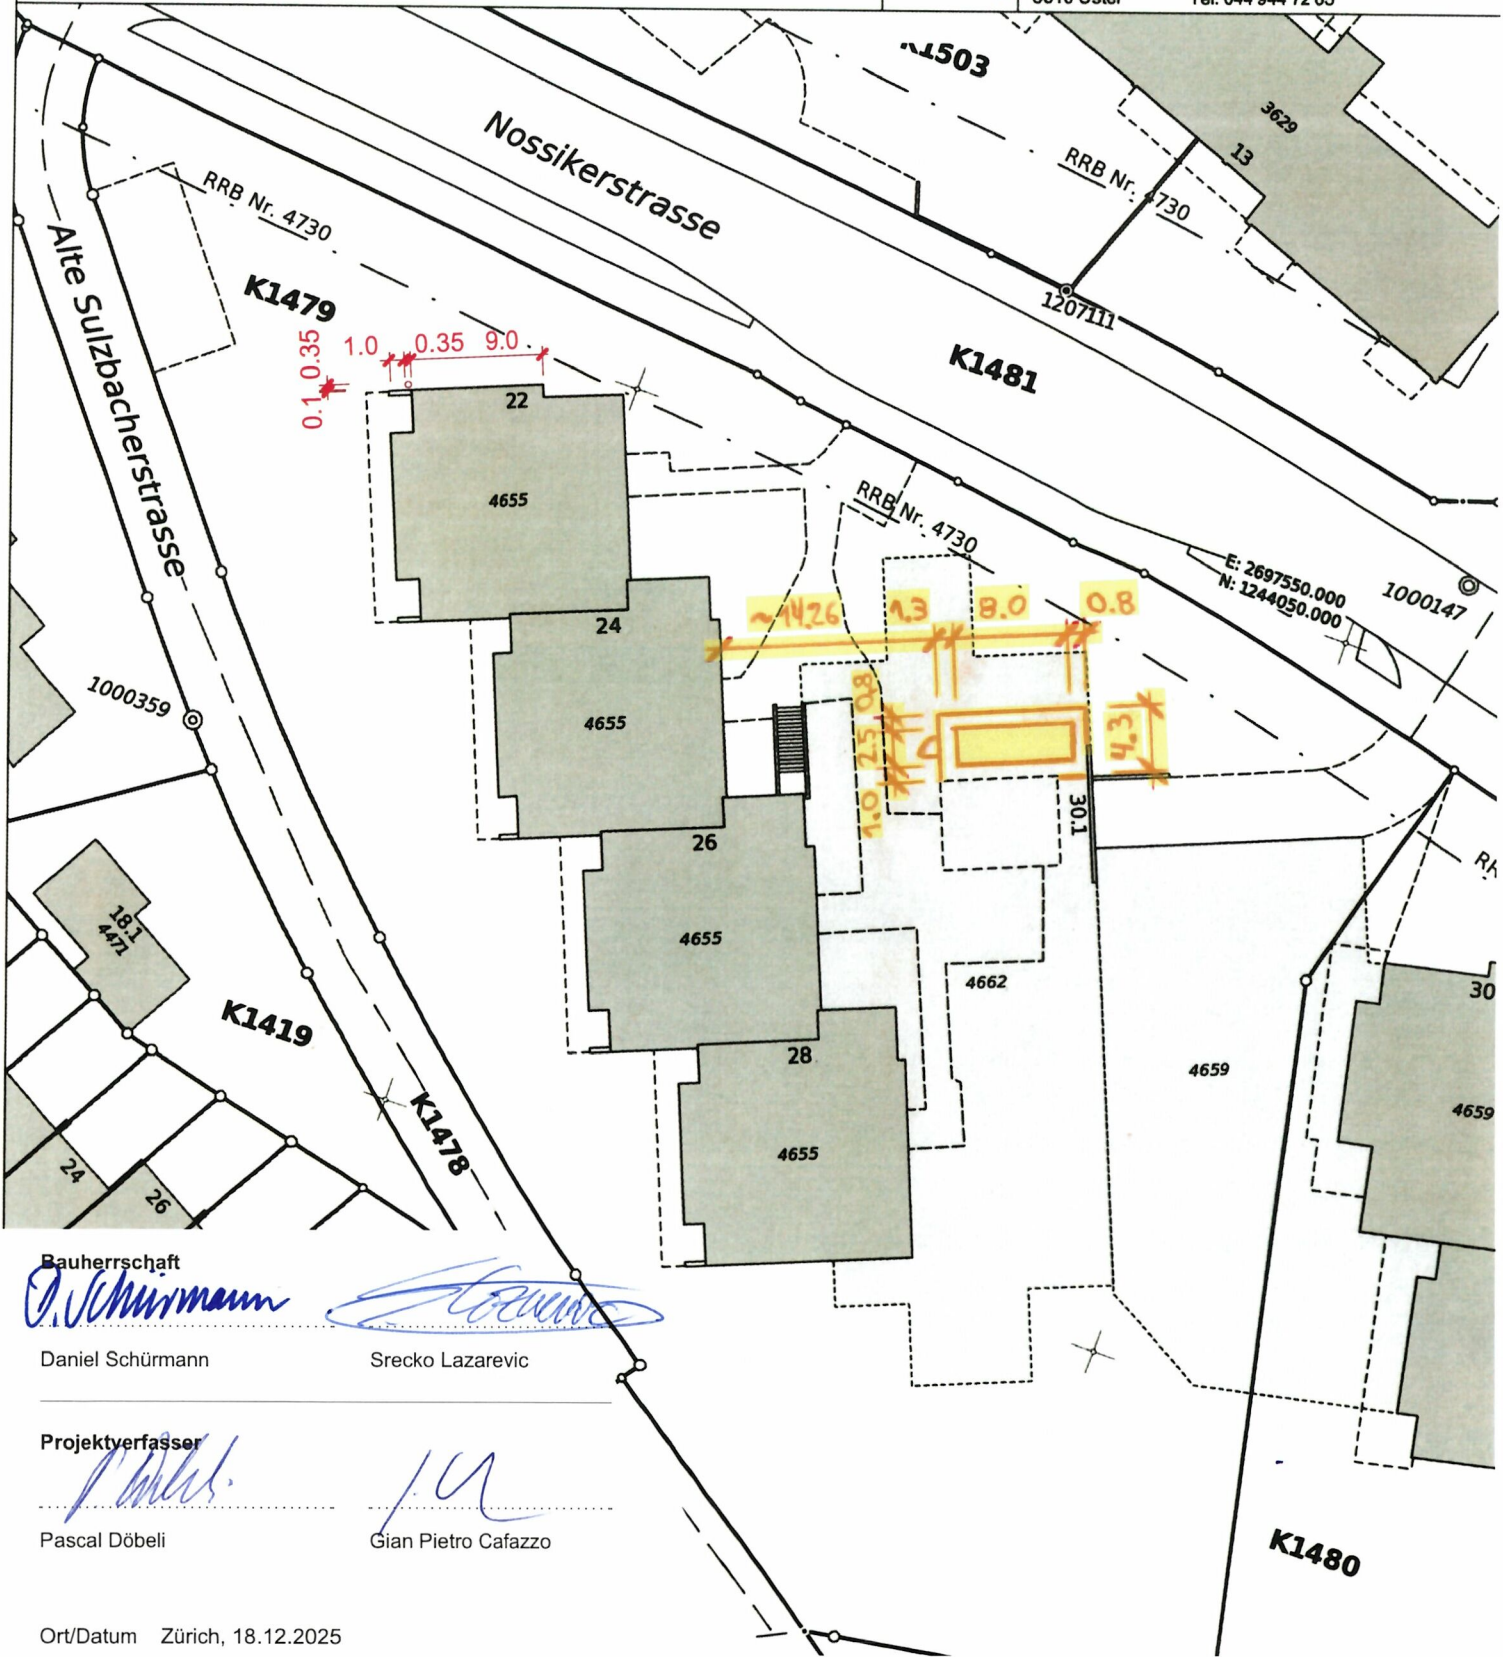 K1503
3629
13
Nossikerstrasse
RRB Nr. 4730
RRB Nr. 4730
Alte Sulzbacherstrasse
K1479
1207111
K1481
0.35
1.0
0.35
9.0
0.1
22
4655
RRB Nr. 4730
E: 2697550.000
N: 1244050.000
1000147
~14.26
1.3
8.0
0.8
24
4655
1000359
0.8
2.5
1.0
4.3
30.1
26
4655
18.1
4471
4662
30
K1419
28
4659
4659
K1478
4655
24
26
Bauherrschaft
D. Schürmann
Daniel Schürmann
Srecko Lazarevic
Projektverfasser
Pascal Döbeli
Gian Pietro Cafazzo
K1480
Ort/Datum Zürich, 18.12.2025